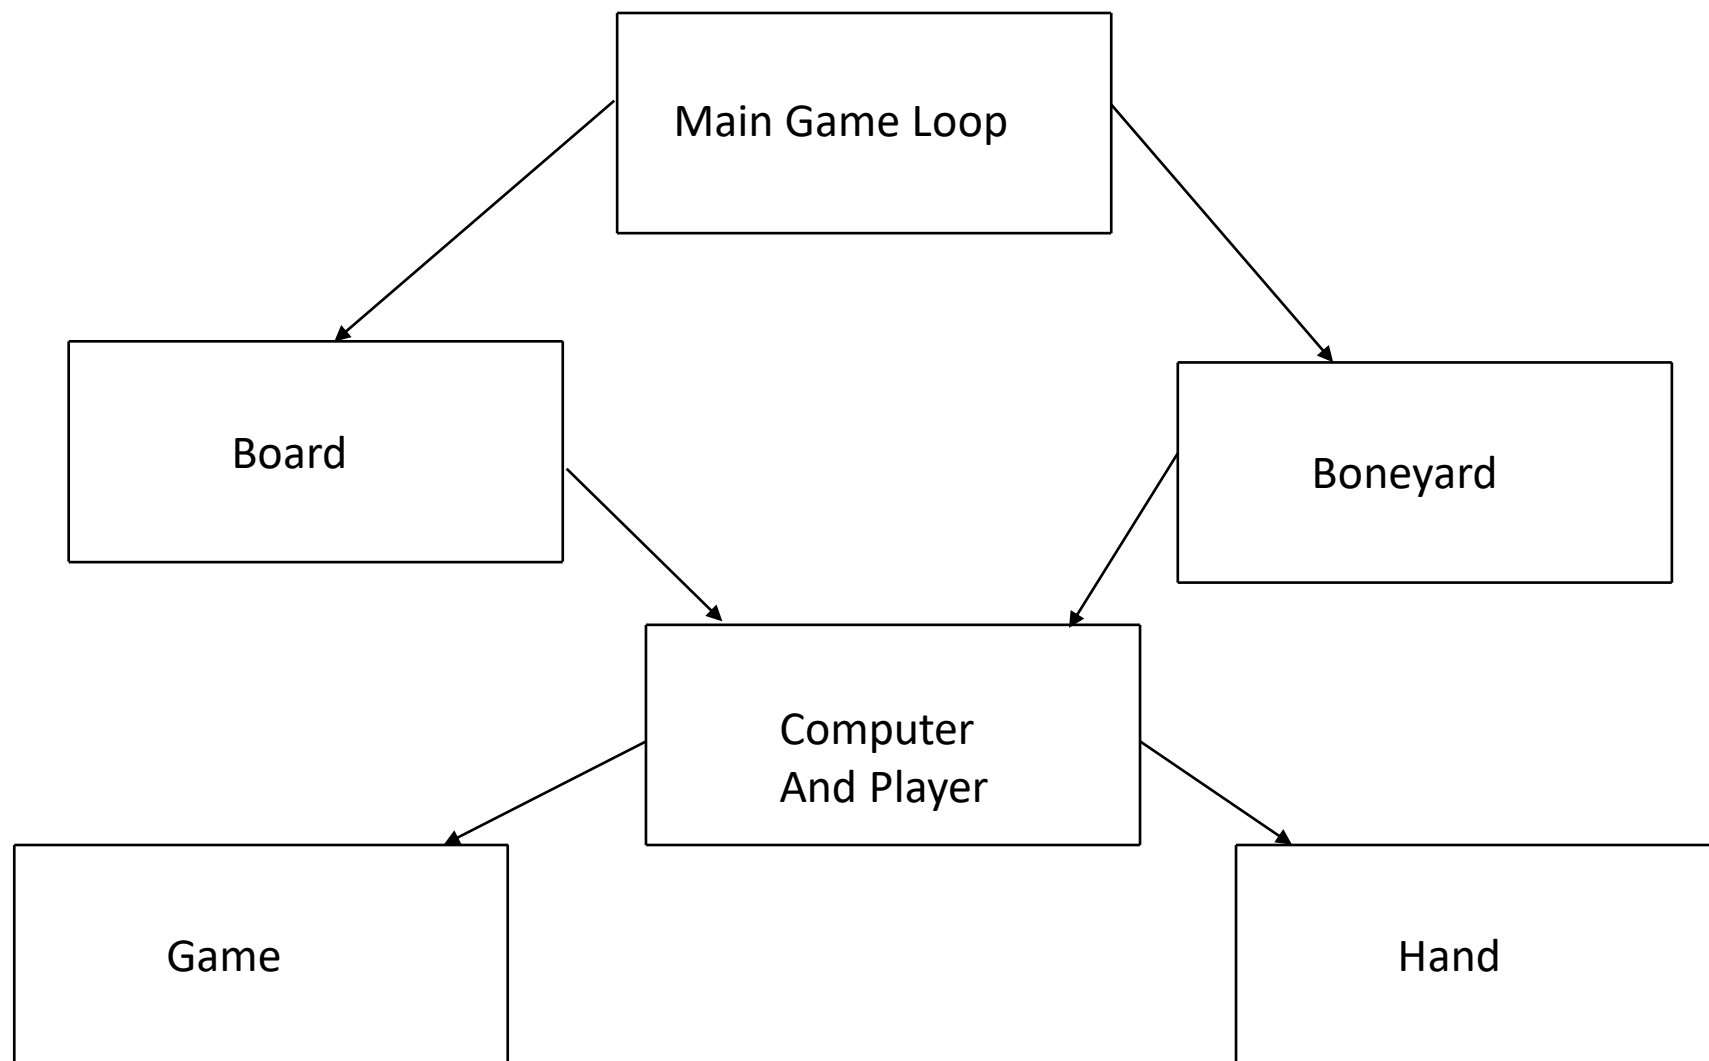 Main Game Loop
Board
Boneyard
Computer
And Player
Game
Hand